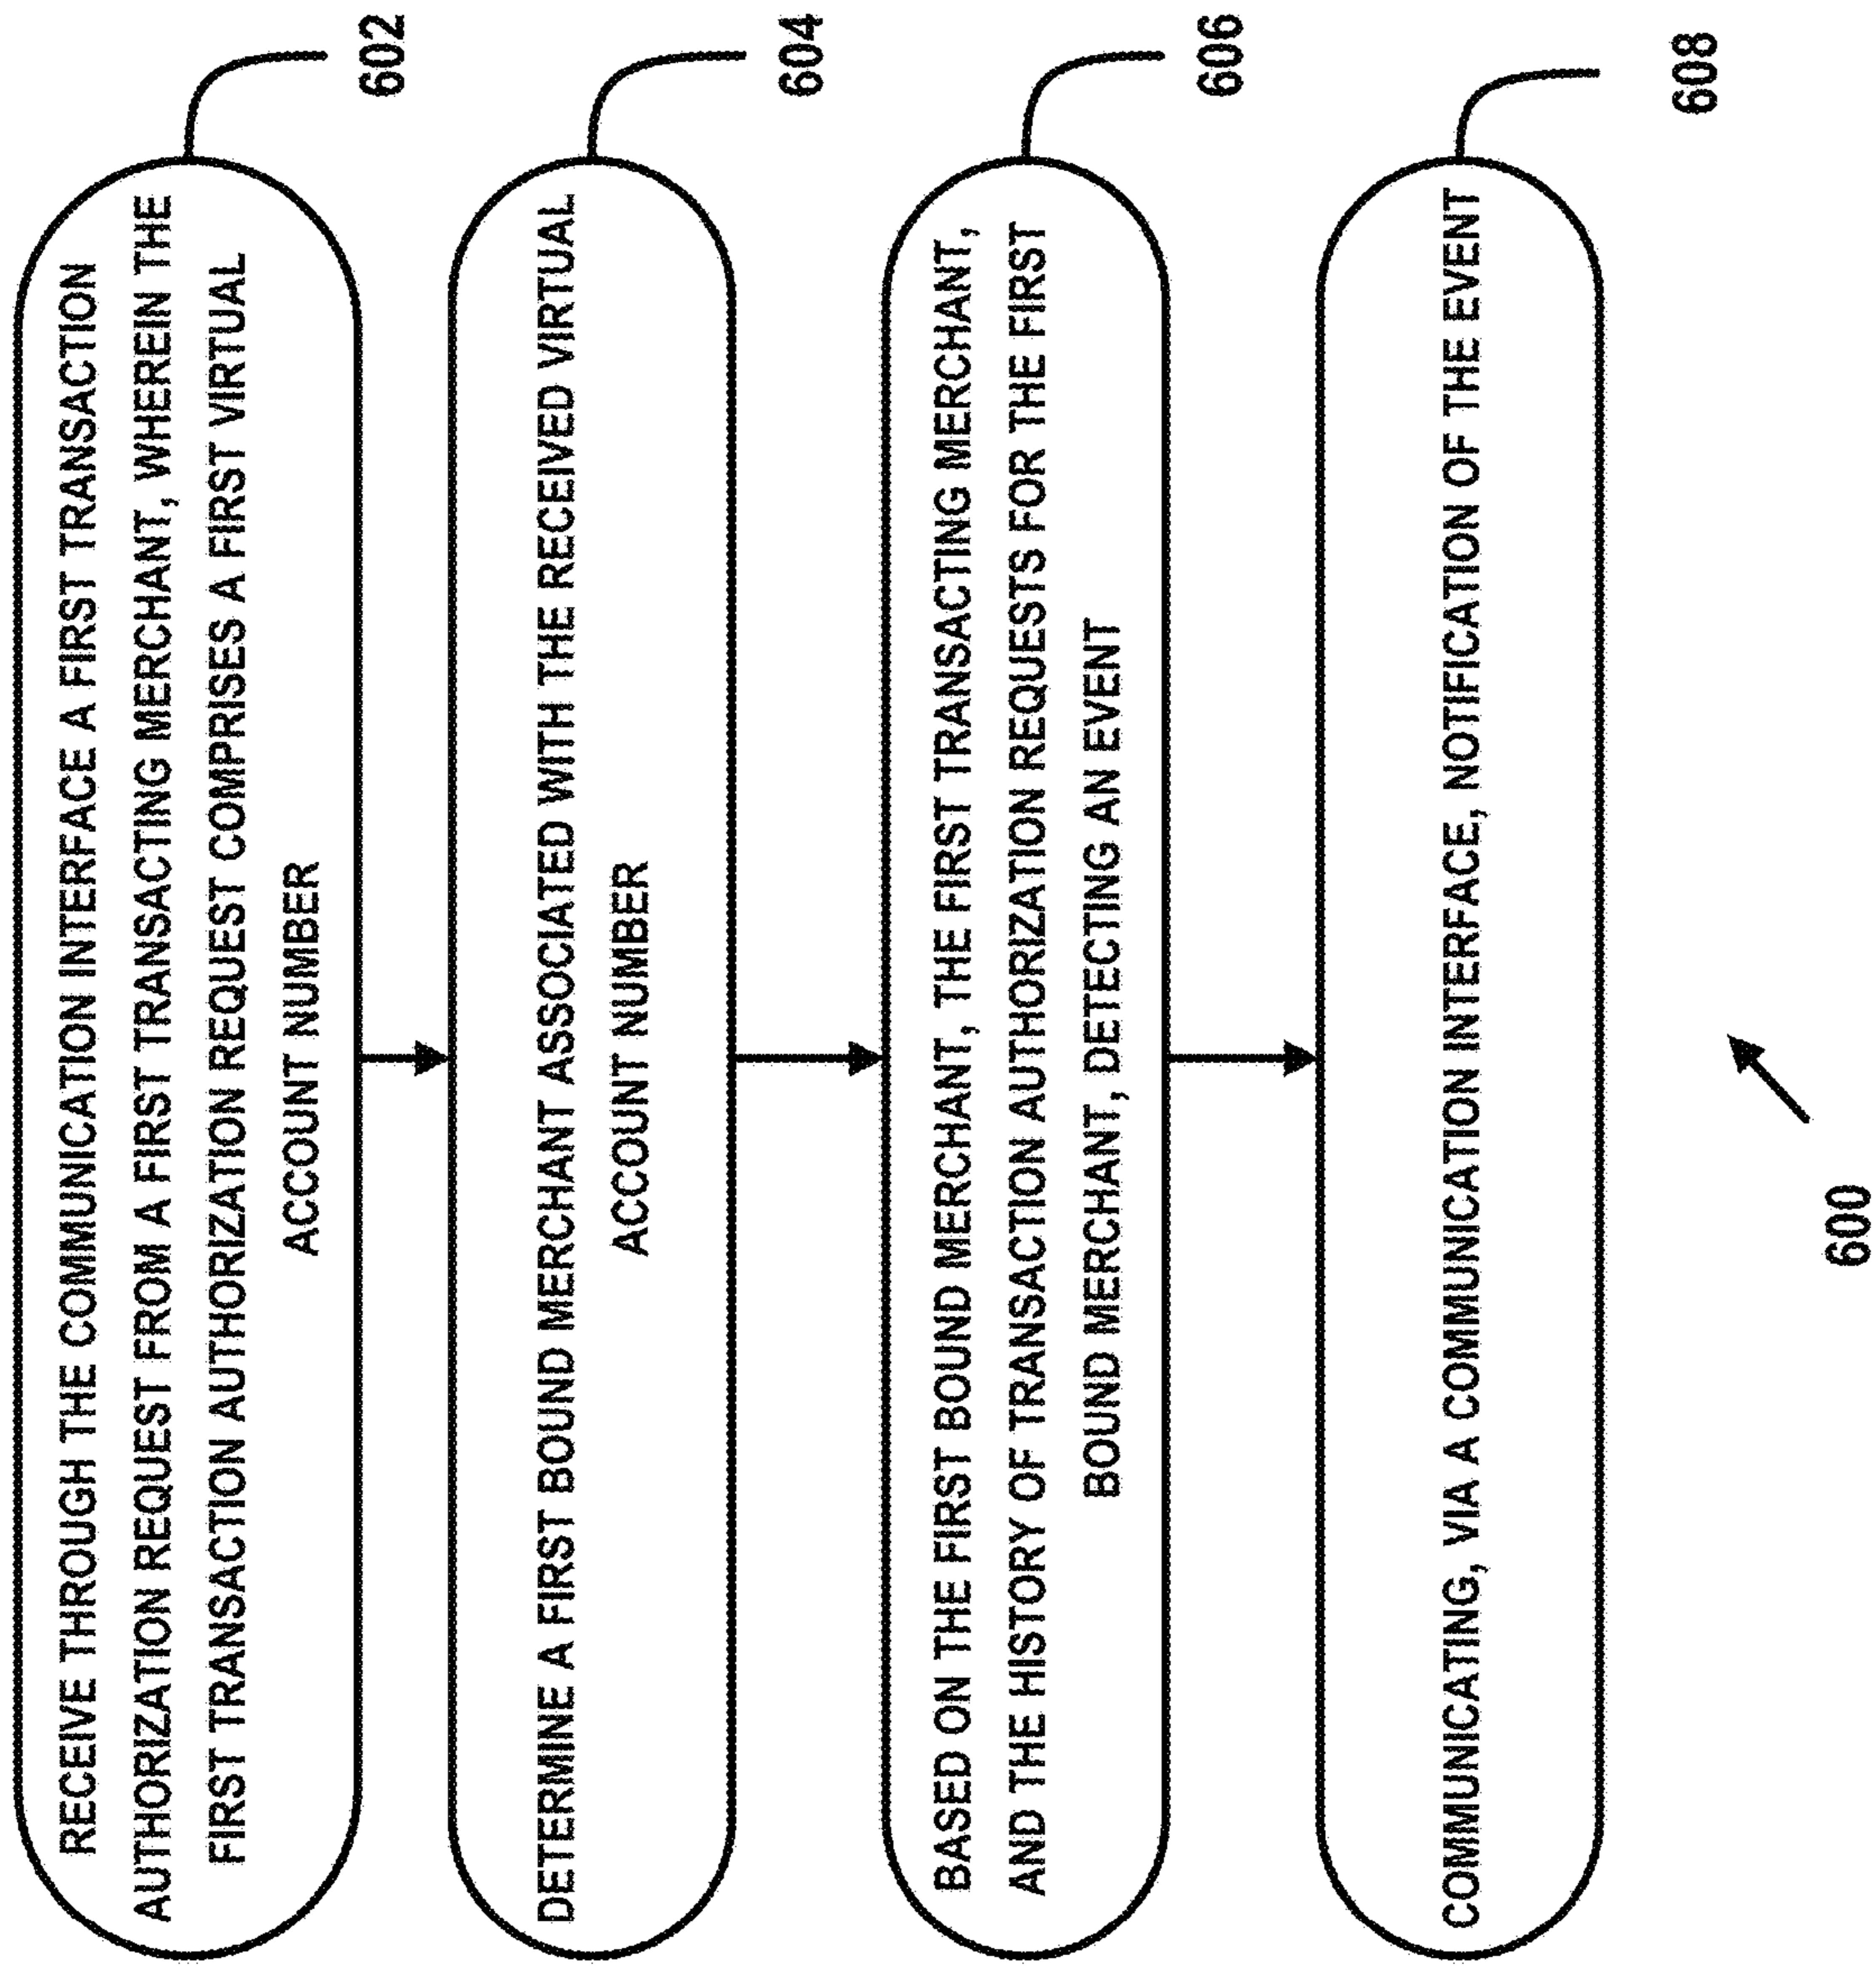 RECEIVE THROUGH THE COMMUNICATION INTERFACE A FIRST TRANSACTION
AUTHORIZATION REQUEST FROM A FIRST TRANSACTING MERCHANT, WHEREIN THE
FIRST TRANSACTION AUTHORIZATION REQUEST COMPRISES A FIRST VIRTUAL
ACCOUNT NUMBER
602
DETERMINE A FIRST BOUND MERCHANT ASSOCIATED WITH THE RECEIVED VIRTUAL
ACCOUNT NUMBER
604
BASED ON THE FIRST BOUND MERCHANT, THE FIRST TRANSACTING MERCHANT,
AND THE HISTORY OF TRANSACTION AUTHORIZATION REQUESTS FOR THE FIRST
BOUND MERCHANT, DETECTING AN EVENT
606
COMMUNICATING, VIA A COMMUNICATION INTERFACE, NOTIFICATION OF THE EVENT
608
600